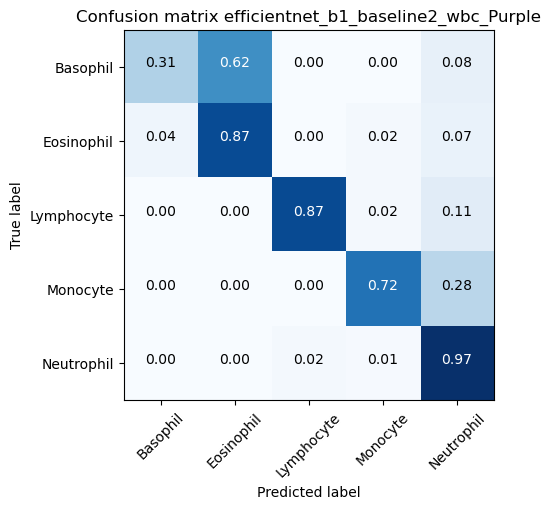 Confusion matrix efficientnet_b1_baseline2_wbc_Purple
True label
Basophil 0.31 0.62 0.00 0.00 0.08
Eosinophil 0.04 0.87 0.00 0.02 0.07
Lymphocyte 0.00 0.00 0.87 0.02 0.11
Monocyte 0.00 0.00 0.00 0.72 0.28
Neutrophil 0.00 0.00 0.02 0.01 0.97
Basophil Eosinophil Lymphocyte Monocyte Neutrophil
Predicted label